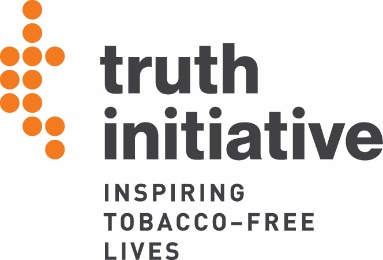 truth
initiative
INSPIRING
TOBACCO–FREE
LIVES